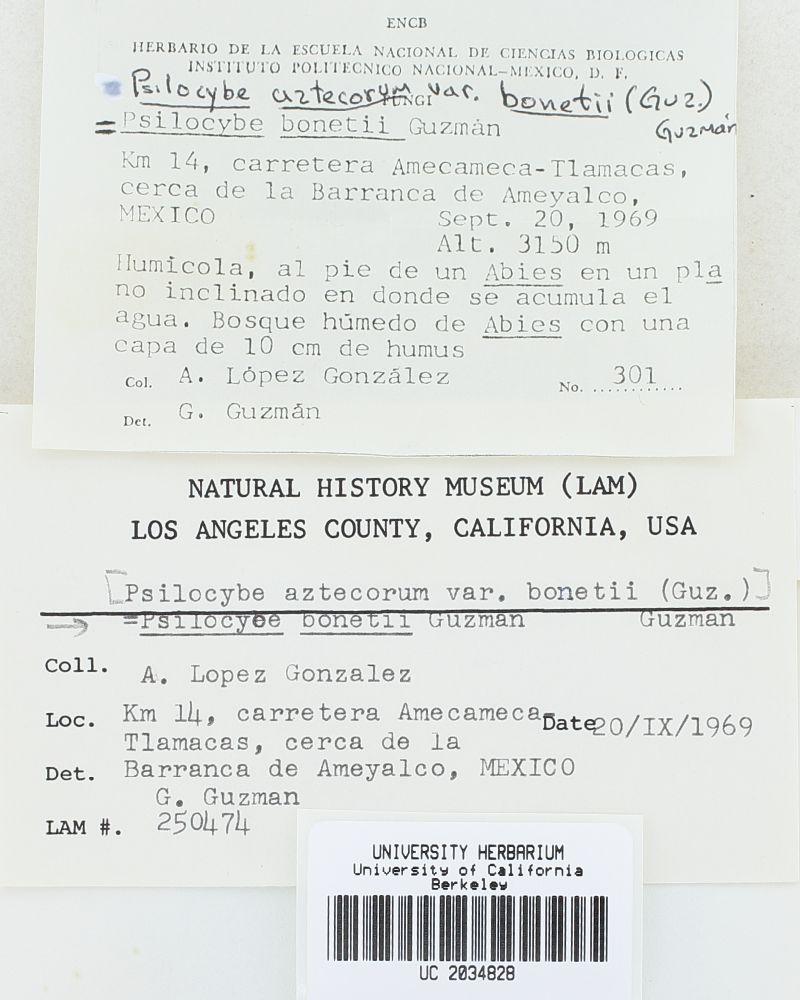 ENCB
HERBARIO DE LA ESCUELA NACIONAL DE CIENCIAS BIOLOGICAS
INSTITUTO POLITECNICO NACIONAL-MEXICO, D. F.
FUNGI
Psilocybe aztecorum var. bonetii (Guz.)
Guzmán
= Psilocybe bonetii Guzmán
Km 14, carretera Amecameca-Tlamacas,
cerca de la Barranca de Ameyalco,
MEXICO Sept. 20, 1969
Alt. 3150 m
Humícola, al pie de un Abies en un pla
no inclinado en donde se acumula el
agua. Bosque húmedo de Abies con una
capa de 10 cm de humus
Col. A. López González No. 301
Det. G. Guzmán
NATURAL HISTORY MUSEUM (LAM)
LOS ANGELES COUNTY, CALIFORNIA, USA
[Psilocybe aztecorum var. bonetii (Guz.)]
→ =Psilocybe bonetii Guzman Guzman
Coll. A. Lopez Gonzalez
Loc. Km 14, carretera Amecameca- Date 20/IX/1969
Tlamacas, cerca de la
Det. Barranca de Ameyalco, MEXICO
G. Guzman
LAM #. 250474
UNIVERSITY HERBARIUM
University of California
Berkeley
UC 2034828